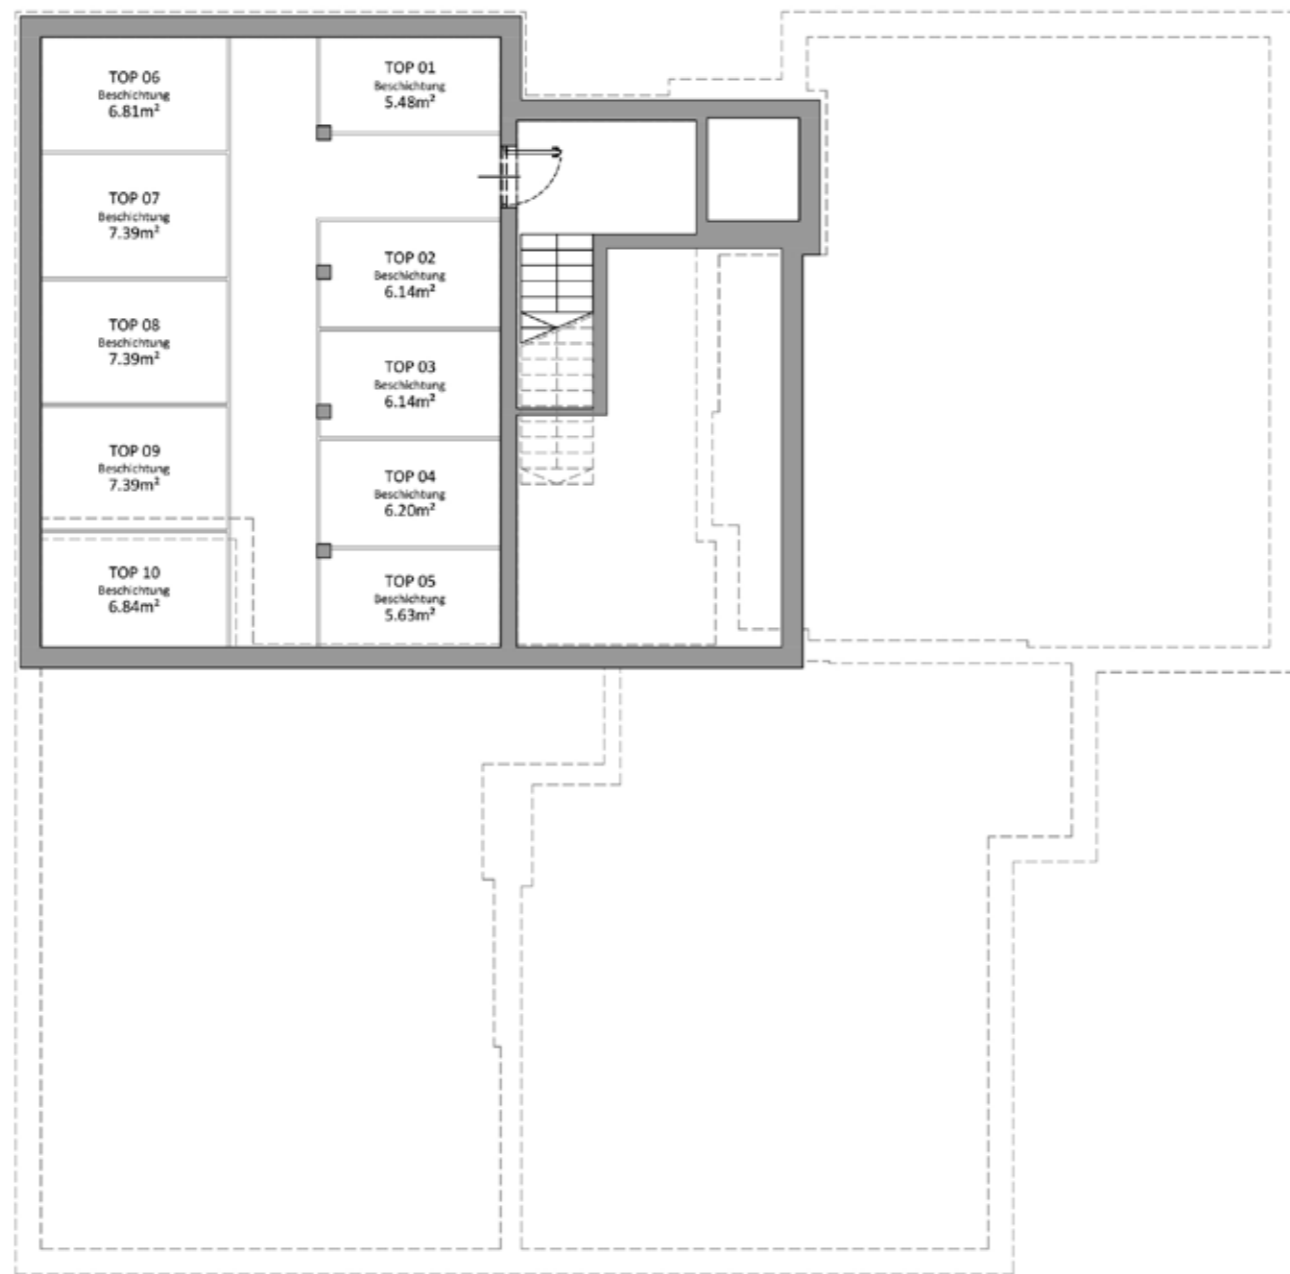 TOP 06
Beschichtung
6.81m²
TOP 01
Beschichtung
5.48m²
TOP 07
Beschichtung
7.39m²
TOP 02
Beschichtung
6.14m²
TOP 08
Beschichtung
7.39m²
TOP 03
Beschichtung
6.14m²
TOP 09
Beschichtung
7.39m²
TOP 04
Beschichtung
6.20m²
TOP 10
Beschichtung
6.84m²
TOP 05
Beschichtung
5.63m²